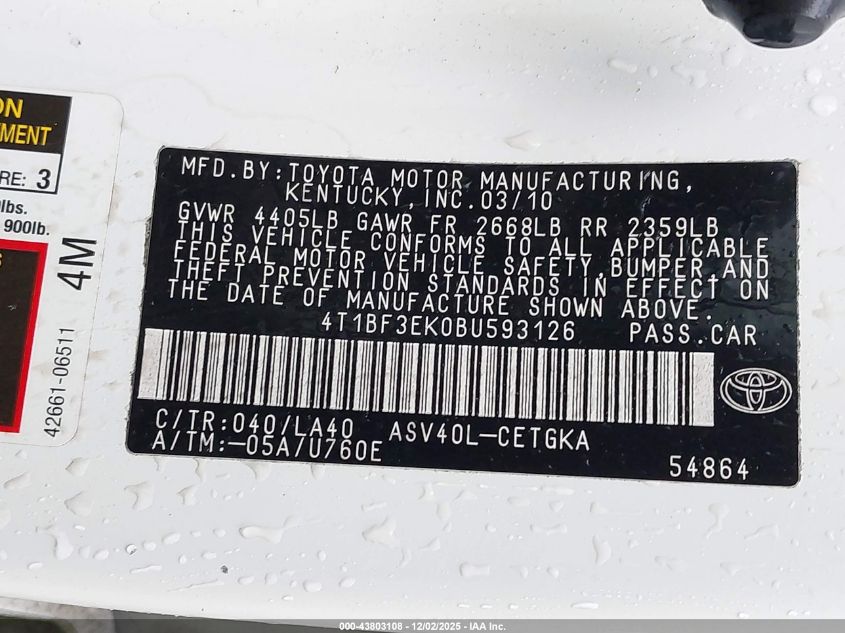 ON
MENT
RE: 3
lbs.
900lb.
4M
42661-06511
MFD.BY:TOYOTA MOTOR MANUFACTURING,
KENTUCKY,INC.03/10
GVWR 4405LB GAWR FR 2668LB RR 2359LB
THIS VEHICLE CONFORMS TO ALL APPLICABLE
FEDERAL MOTOR VEHICLE SAFETY,BUMPER,AND
THEFT PREVENTION STANDARDS IN EFFECT ON
THE DATE OF MANUFACTURE SHOWN ABOVE.
4T1BF3EK0BU593126 PASS.CAR
C/TR:040/LA40 ASV40L-CETGKA
A/TM:-05A/U760E
54864
000-43803108 - 12/02/2025 - IAA Inc.